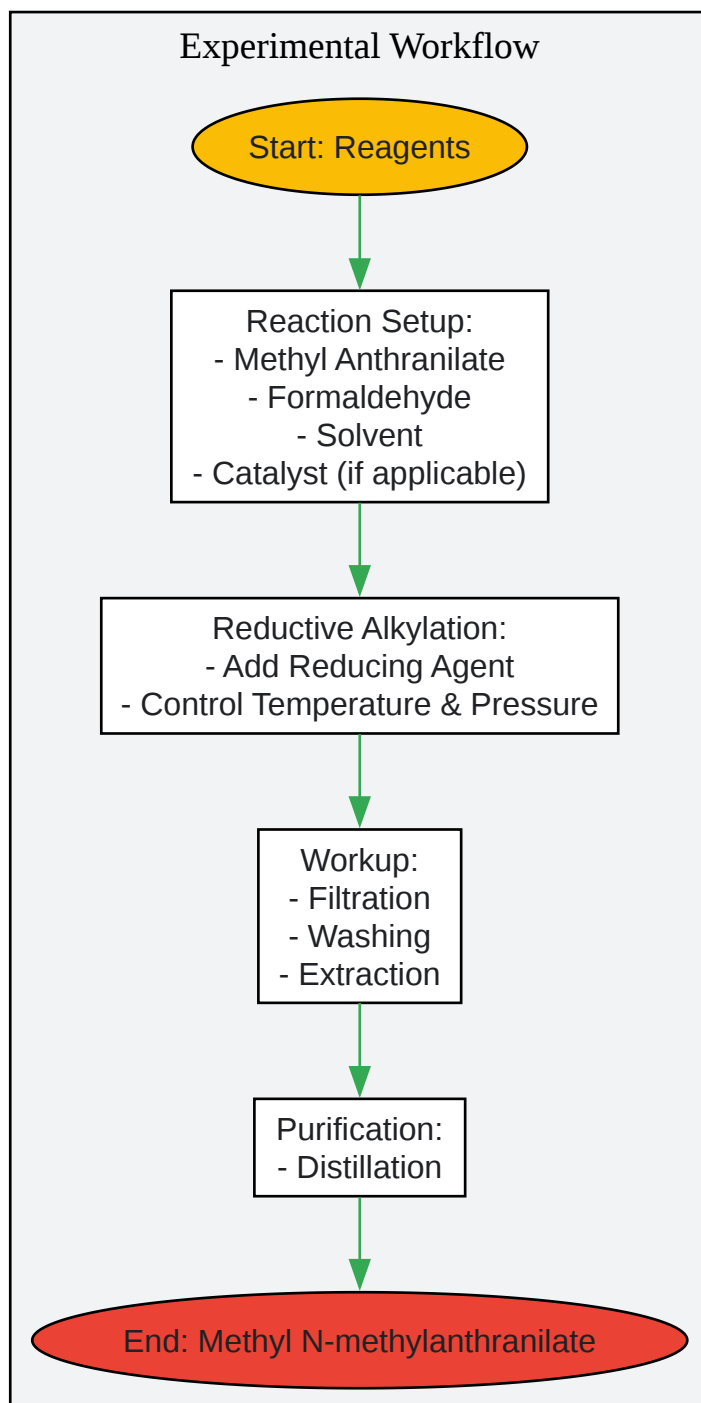 Experimental Workflow
Start: Reagents
Reaction Setup:
- Methyl Anthranilate
- Formaldehyde
- Solvent
- Catalyst (if applicable)
Reductive Alkylation:
- Add Reducing Agent
- Control Temperature & Pressure
Workup:
- Filtration
- Washing
- Extraction
Purification:
- Distillation
End: Methyl N-methylanthranilate